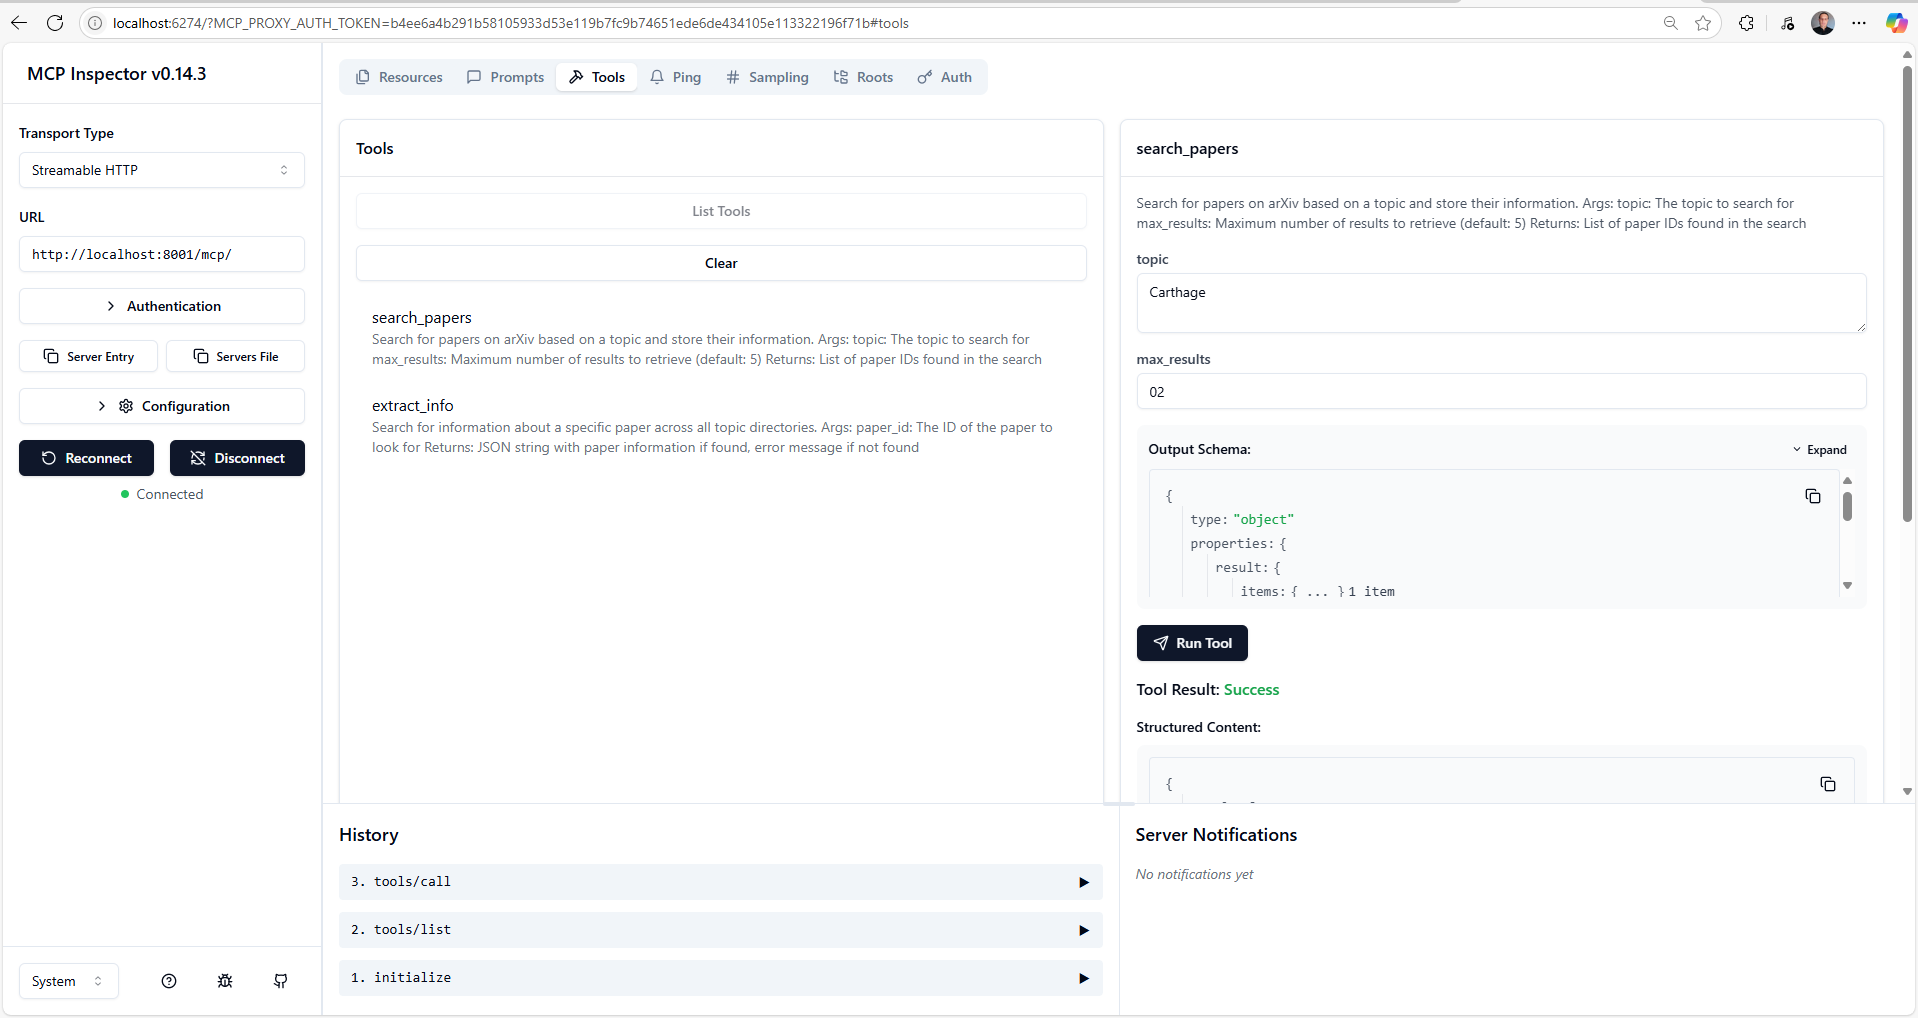 localhost:6274/?MCP_PROXY_AUTH_TOKEN=b4ee6a4b291b58105933d53e119b7fc9b74651ede6de434105e113322196f71b#tools
MCP Inspector v0.14.3
Transport Type
Streamable HTTP
URL
http://localhost:8001/mcp/
Authentication
Server Entry
Servers File
Configuration
Reconnect
Disconnect
Connected
System
Resources
Prompts
Tools
Ping
Sampling
Roots
Auth
Tools
List Tools
Clear
search_papers
Search for papers on arXiv based on a topic and store their information. Args: topic: The topic to search for
max_results: Maximum number of results to retrieve (default: 5) Returns: List of paper IDs found in the search
extract_info
Search for information about a specific paper across all topic directories. Args: paper_id: The ID of the paper to
look for Returns: JSON string with paper information if found, error message if not found
search_papers
Search for papers on arXiv based on a topic and store their information. Args: topic: The topic to search for
max_results: Maximum number of results to retrieve (default: 5) Returns: List of paper IDs found in the search
topic
Carthage
max_results
02
Output Schema:
Expand
{
type: "object"
properties: {
result: {
items: { ... } 1 item
Run Tool
Tool Result: Success
Structured Content:
{
History
3. tools/call
2. tools/list
1. initialize
Server Notifications
No notifications yet